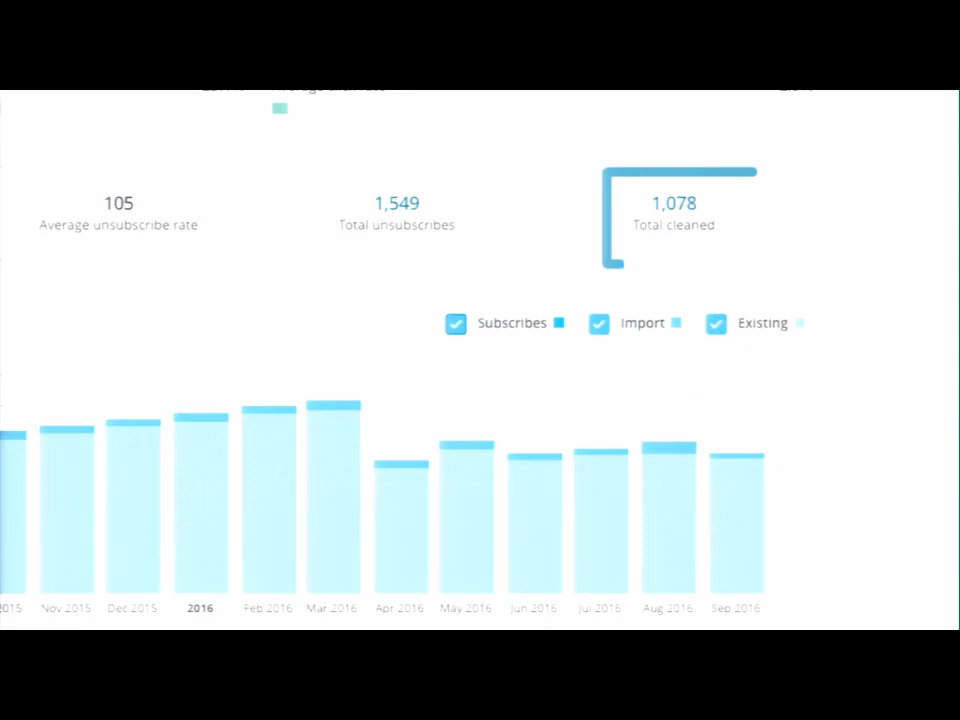 105 1,549 1,078
Average unsubscribe rate Total unsubscribes Total cleaned
Subscribes Import Existing
2015 Nov 2015 Dec 2015 2016 Feb 2016 Mar 2016 Apr 2016 May 2016 Jun 2016 Jul 2016 Aug 2016 Sep 2016